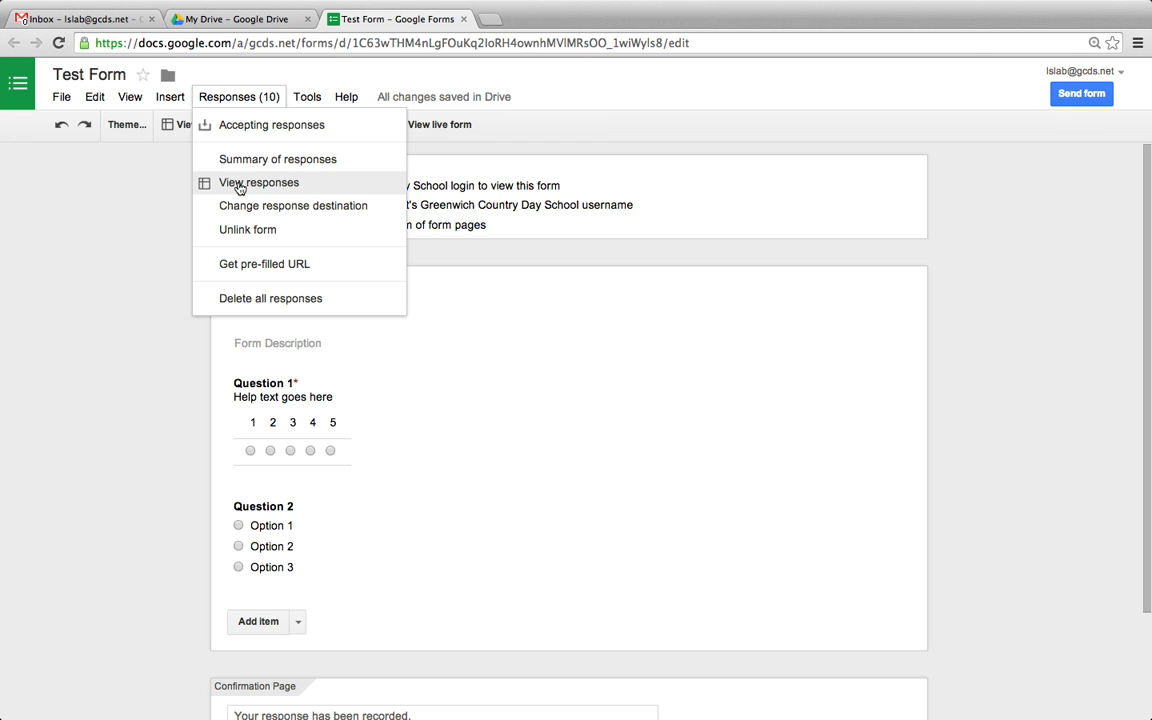 Inbox - lslab@gcds.net -
My Drive - Google Drive
Test Form - Google Forms
https://docs.google.com/a/gcds.net/forms/d/1C63wTHM4nLgFOuKq2IoRH4ownhMVlMRsOO_1wiWyls8/edit
Test Form
lslab@gcds.net
File Edit View Insert Responses (10) Tools Help All changes saved in Drive
Send form
Theme... View live form
Accepting responses
Summary of responses
View responses
Change response destination
Unlink form
Get pre-filled URL
Delete all responses
School login to view this form
Greenwich Country Day School username
of form pages
Form Description
Question 1*
Help text goes here
1 2 3 4 5
Question 2
Option 1
Option 2
Option 3
Add item
Confirmation Page
Your response has been recorded.